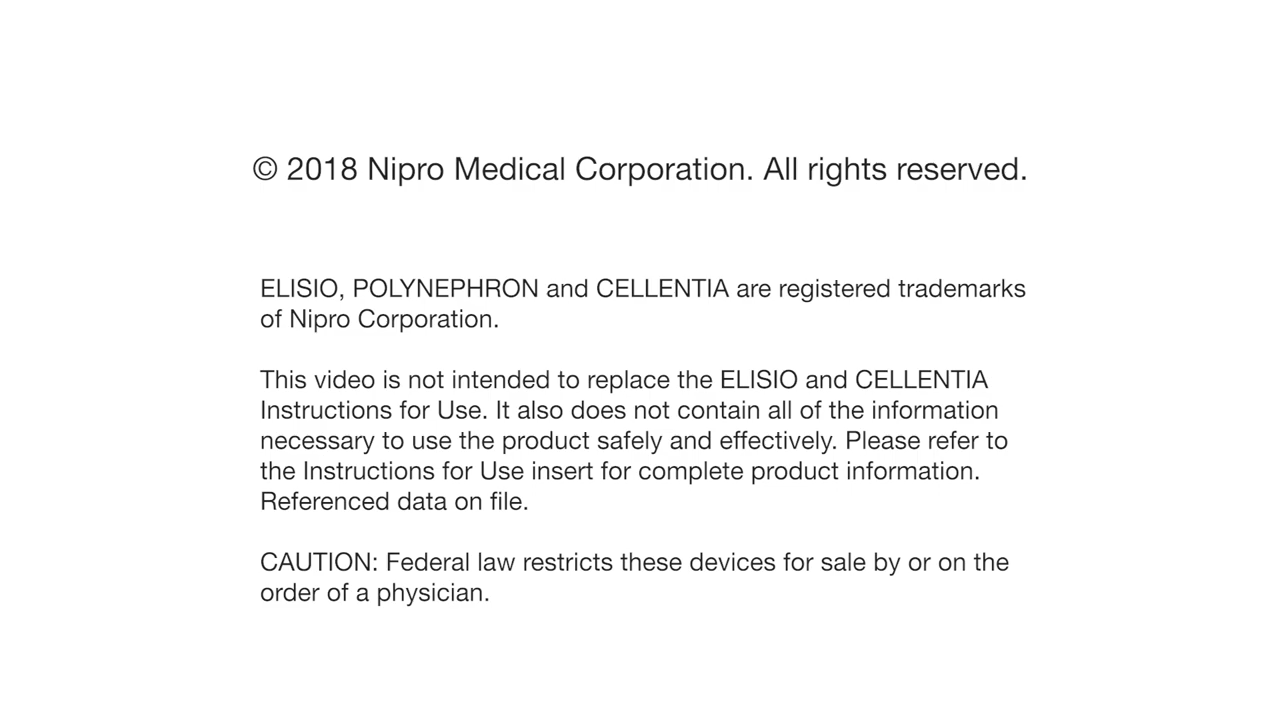 © 2018 Nipro Medical Corporation. All rights reserved.
ELISIO, POLYNEPHRON and CELLENTIA are registered trademarks
of Nipro Corporation.
This video is not intended to replace the ELISIO and CELLENTIA
Instructions for Use. It also does not contain all of the information
necessary to use the product safely and effectively. Please refer to
the Instructions for Use insert for complete product information.
Referenced data on file.
CAUTION: Federal law restricts these devices for sale by or on the
order of a physician.